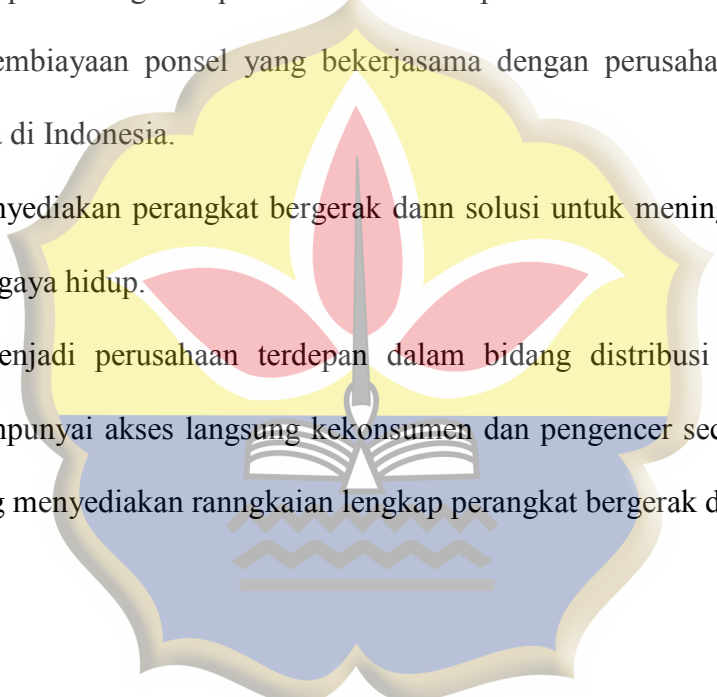 embiayaan ponsel yang bekerjasama dengan perusaha
di Indonesia.
nyediakan perangkat bergerak dann solusi untuk mening
gaya hidup.
enjadi perusahaan terdepan dalam bidang distribusi
npunyai akses langsung kekonsumen dan pengencer sec
g menyediakan ranngkaian lengkap perangkat bergerak d